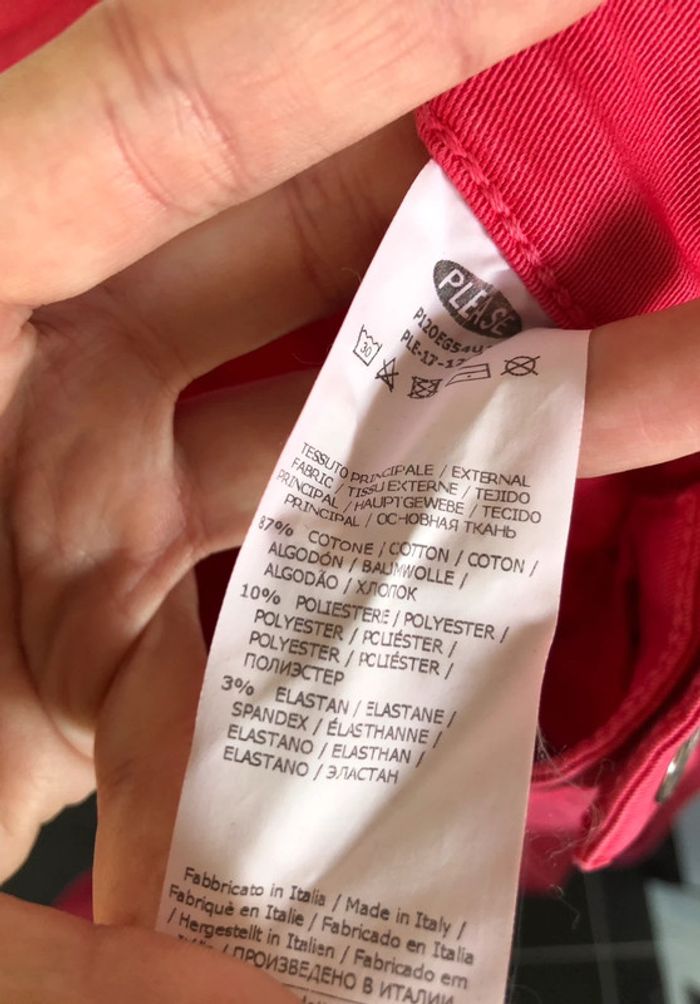 PLEASE
PLE-17-17
30
TESSUTO PRINCIPALE / EXTERNAL
FABRIC / TISSU EXTERNE / TEJIDO
PRINCIPAL / HAUPTGEWEBE / TECIDO
PRINCIPAL / ОСНОВНАЯ ТКАНЬ
87% COTONE / COTTON / COTON /
ALGODÓN / BAUMWOLLE /
ALGODÃO / ХЛОПОК
10% POLIESTERE / POLYESTER /
POLYESTER / POLIÉSTER /
POLYESTER / POLIÉSTER /
ПОЛИЭСТЕР
3% ELASTAN / ELASTANE /
SPANDEX / ÉLASTHANNE /
ELASTANO / ELASTHAN /
ELASTANO / ЭЛАСТАН
Fabbricato in Italia / Made in Italy /
Fabriquè en Italie / Fabricado en Italia
/ Hergestellt in Italien / Fabricado em
/ ПРОИЗВЕДЕНО В ИТАЛИИ